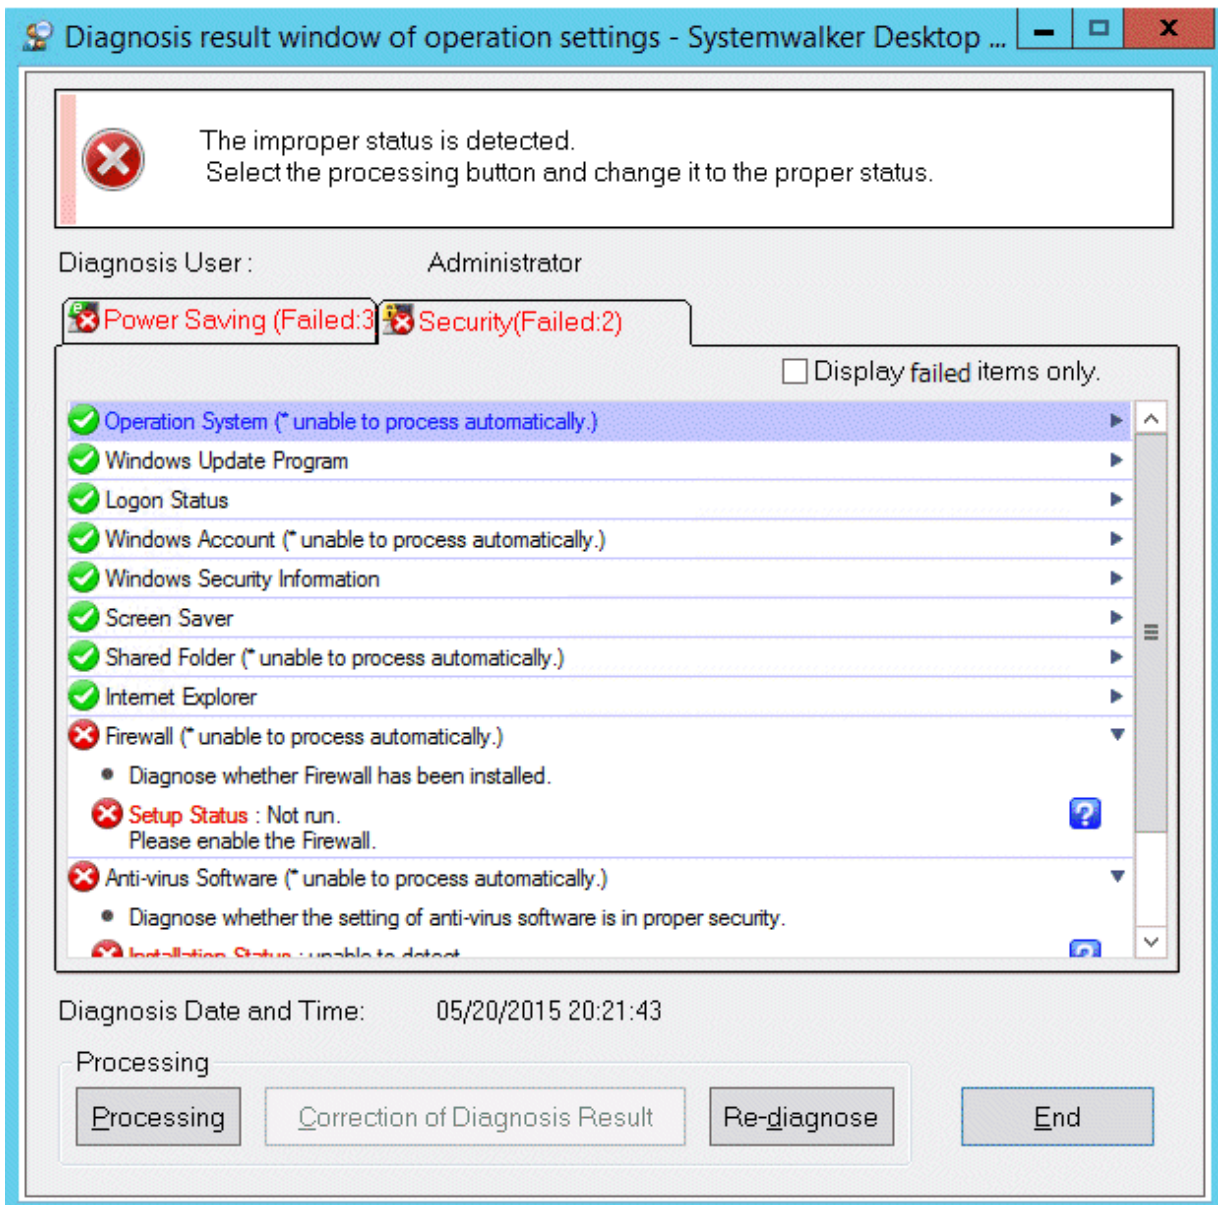 Diagnosis result window of operation settings - Systemwalker Desktop ...
The improper status is detected.
Select the processing button and change it to the proper status.
Diagnosis User : Administrator
Power Saving (Failed:3 Security(Failed:2)
Display failed items only.
Operation System (* unable to process automatically.)
Windows Update Program
Logon Status
Windows Account (* unable to process automatically.)
Windows Security Information
Screen Saver
Shared Folder (* unable to process automatically.)
Internet Explorer
Firewall (* unable to process automatically.)
Diagnose whether Firewall has been installed.
Setup Status : Not run.
Please enable the Firewall.
Anti-virus Software (* unable to process automatically.)
Diagnose whether the setting of anti-virus software is in proper security.
Installation Status : unable to detect
Diagnosis Date and Time: 05/20/2015 20:21:43
Processing
Processing Correction of Diagnosis Result Re-diagnose End